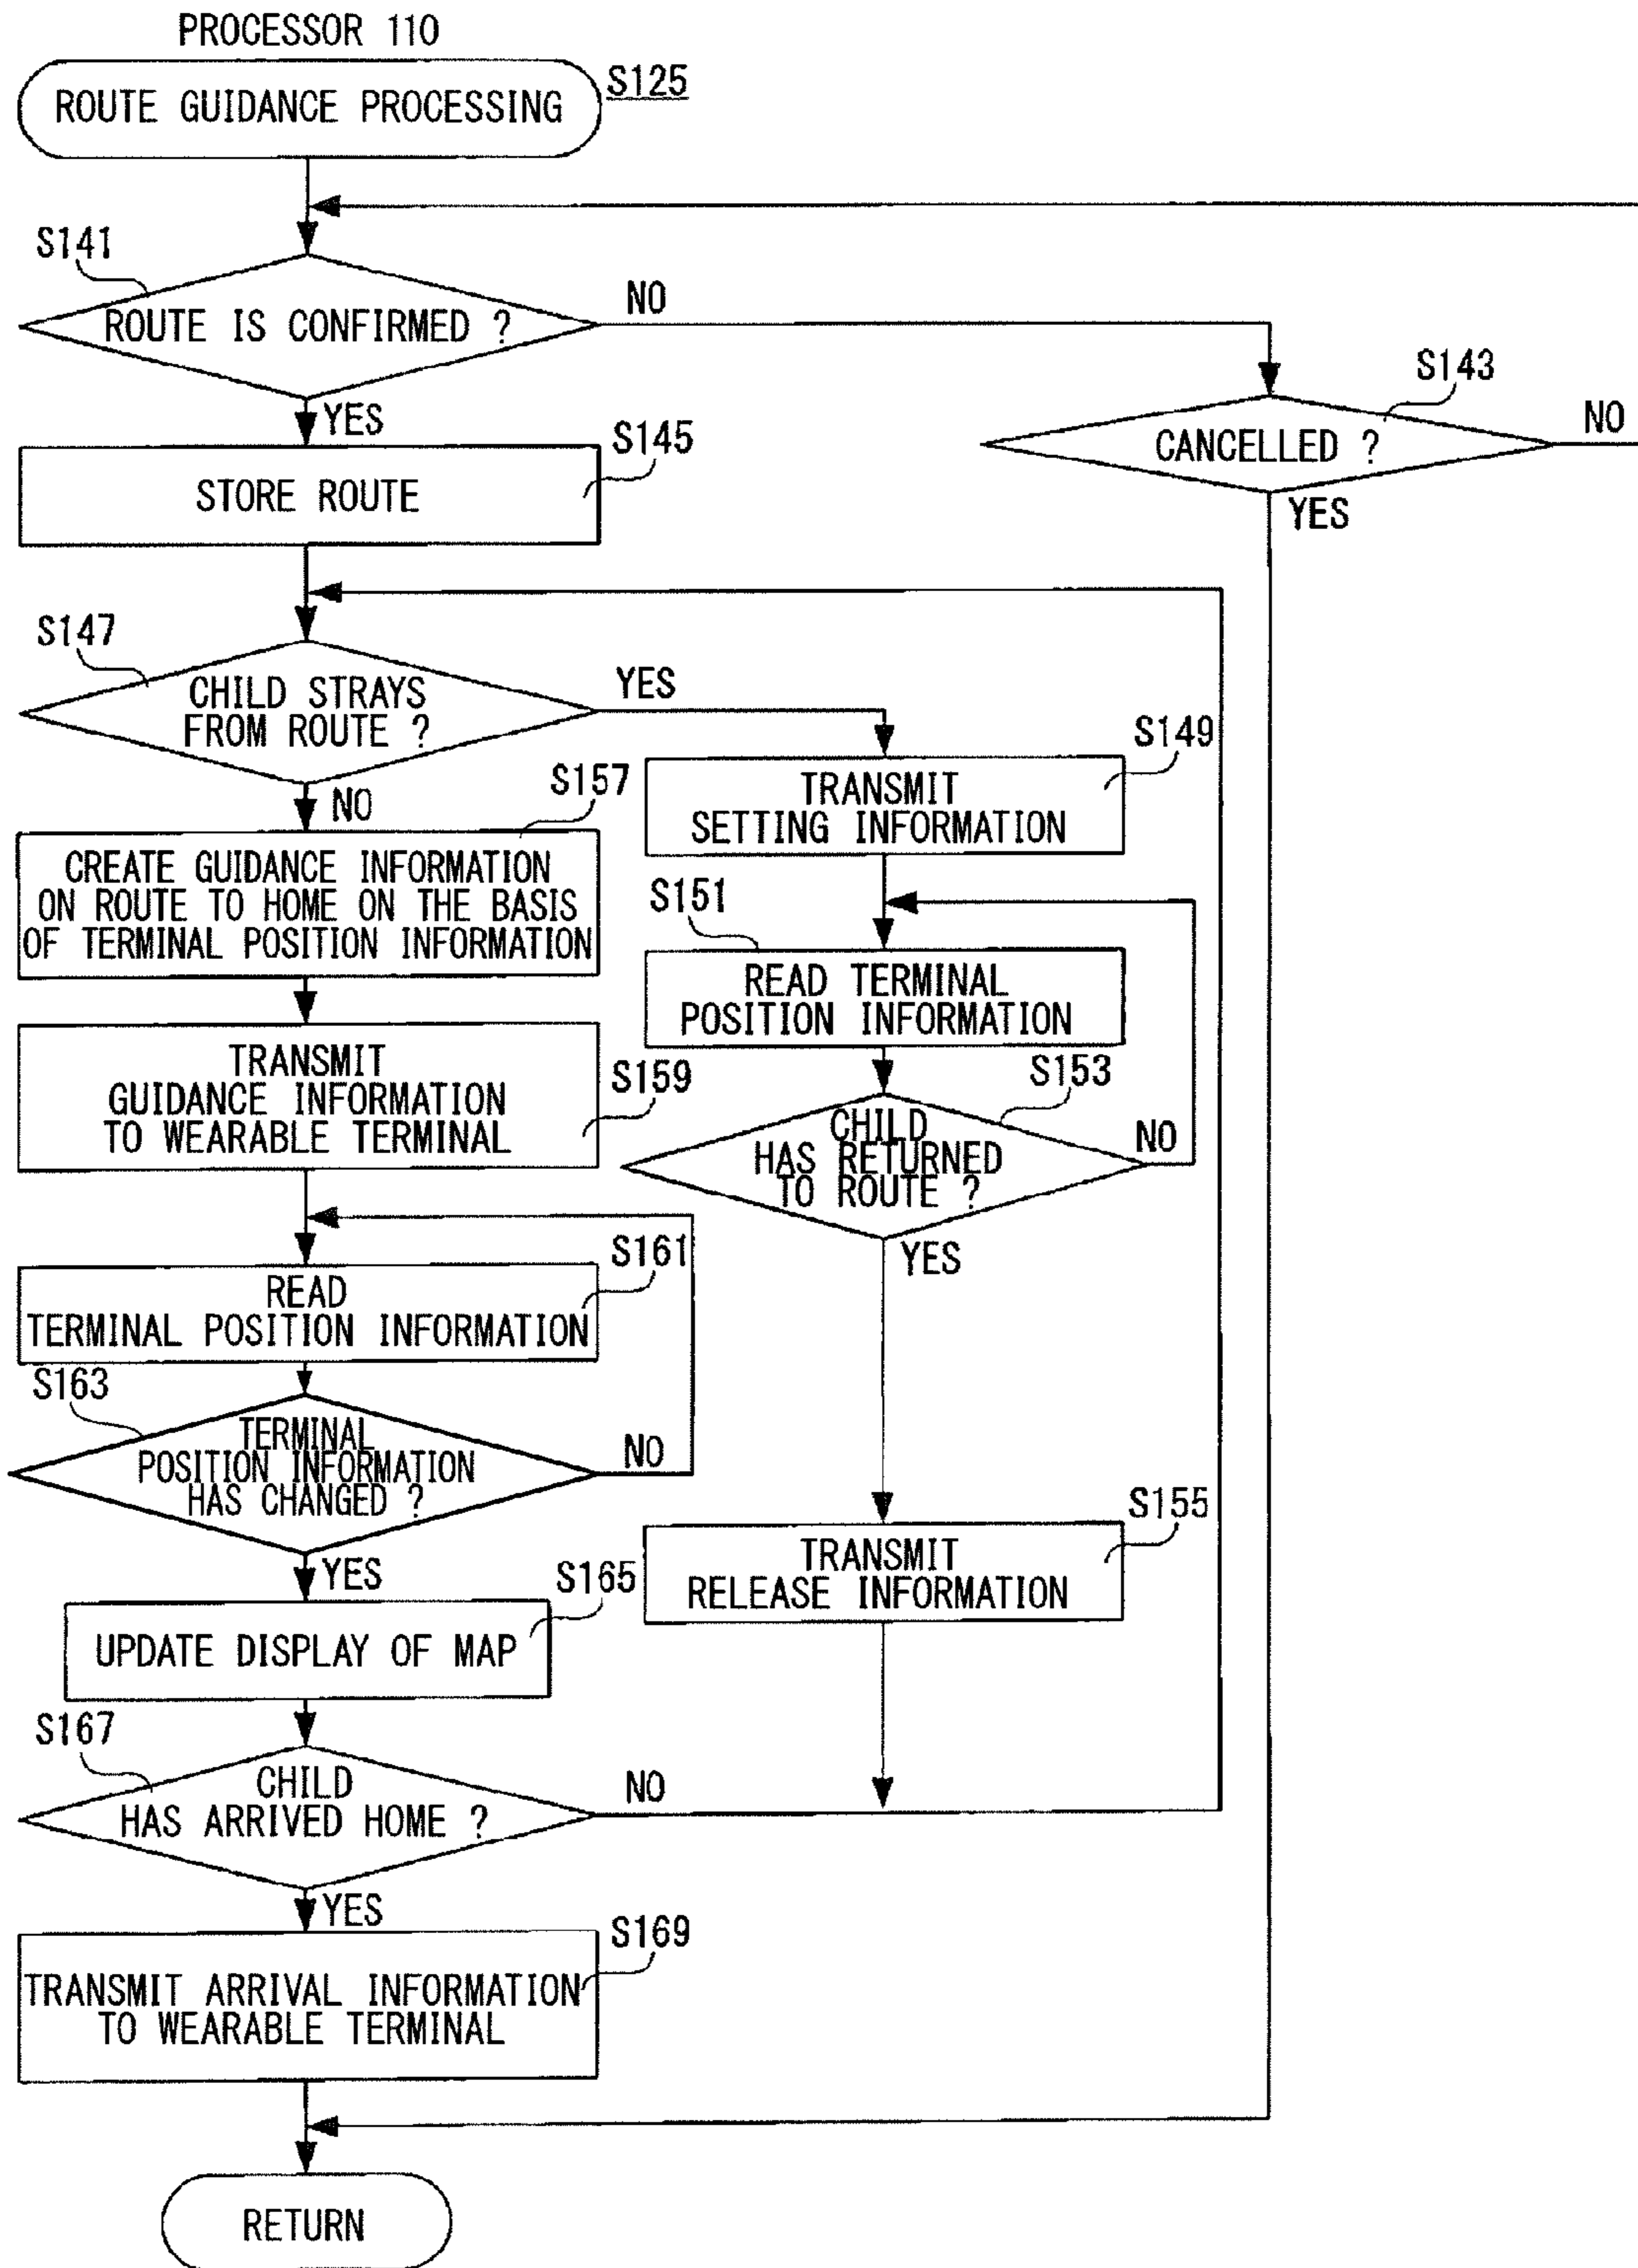 PROCESSOR 110
ROUTE GUIDANCE PROCESSING
S125
S141
ROUTE IS CONFIRMED ?
NO
YES
S143
CANCELLED ?
NO
YES
S145
STORE ROUTE
S147
CHILD STRAYS
FROM ROUTE ?
YES
NO
S149
TRANSMIT
SETTING INFORMATION
S151
READ TERMINAL
POSITION INFORMATION
S153
CHILD
HAS RETURNED
TO ROUTE ?
NO
YES
S155
TRANSMIT
RELEASE INFORMATION
S157
CREATE GUIDANCE INFORMATION
ON ROUTE TO HOME ON THE BASIS
OF TERMINAL POSITION INFORMATION
S159
TRANSMIT
GUIDANCE INFORMATION
TO WEARABLE TERMINAL
S161
READ
TERMINAL POSITION INFORMATION
S163
TERMINAL
POSITION INFORMATION
HAS CHANGED ?
NO
YES
S165
UPDATE DISPLAY OF MAP
S167
CHILD
HAS ARRIVED HOME ?
NO
YES
S169
TRANSMIT ARRIVAL INFORMATION
TO WEARABLE TERMINAL
RETURN